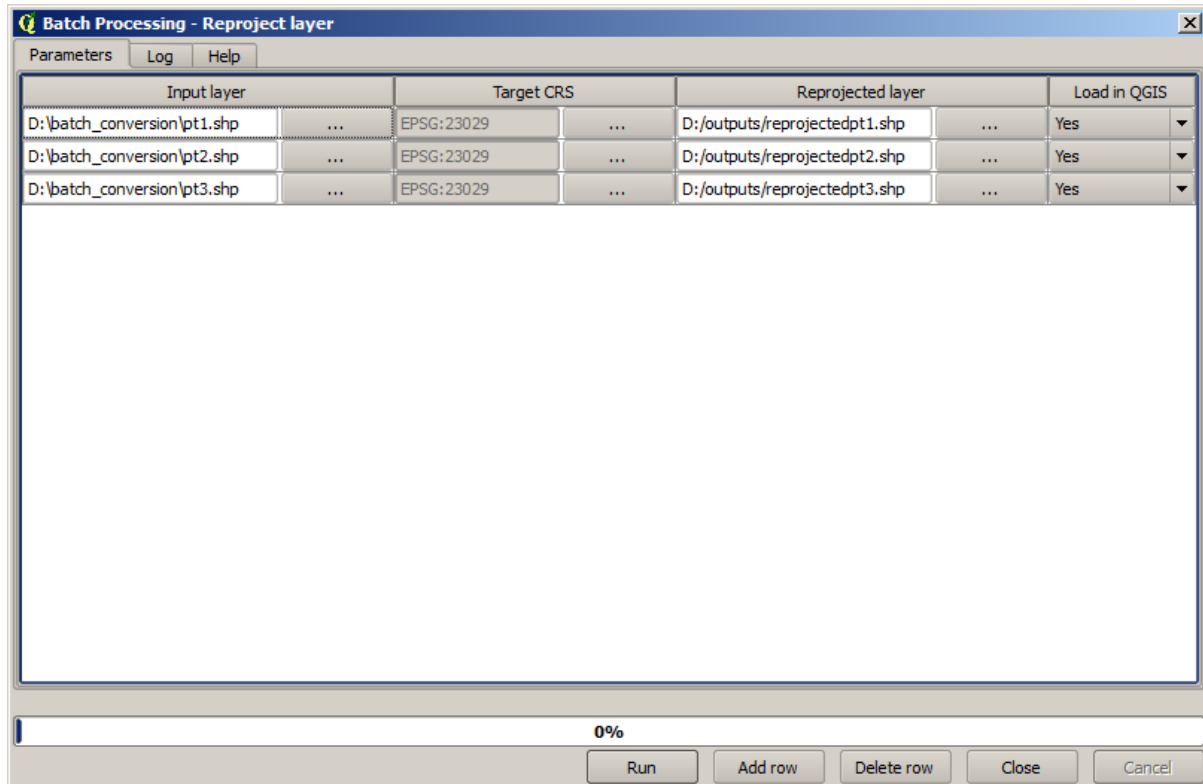 Batch Processing - Reproject layer
Parameters Log Help
Input layer Target CRS Reprojected layer Load in QGIS
D:\batch_conversion\pt1.shp ... EPSG:23029 ... D:/outputs/reprojectedpt1.shp ... Yes
D:\batch_conversion\pt2.shp ... EPSG:23029 ... D:/outputs/reprojectedpt2.shp ... Yes
D:\batch_conversion\pt3.shp ... EPSG:23029 ... D:/outputs/reprojectedpt3.shp ... Yes
0%
Run Add row Delete row Close Cancel